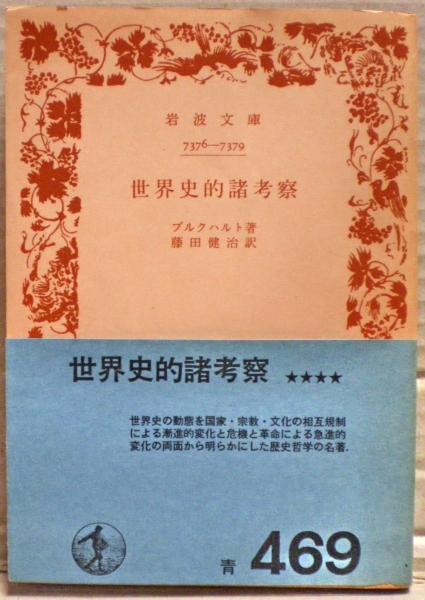 岩波文庫
7376—7379
世界史的諸考察
ブルクハルト著
藤田健治訳
世界史的諸考察 ★★★★
世界史の動態を国家・宗教・文化の相互規制
による漸進的変化と危機と革命による急進的
変化の両面から明らかにした歴史哲学の名著.
青 469